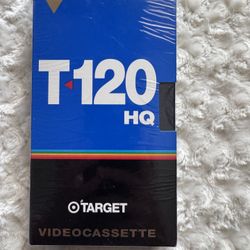 T-120
HQ
TARGET
VIDEOCASSETTE